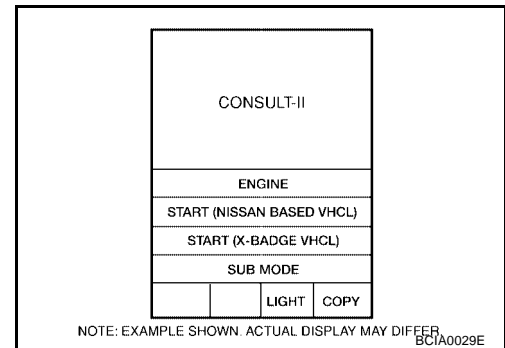 CONSULT-II
ENGINE
START (NISSAN BASED VHCL)
START (X-BADGE VHCL)
SUB MODE
LIGHT COPY
NOTE: EXAMPLE SHOWN. ACTUAL DISPLAY MAY DIFFER.
BCIA0029E